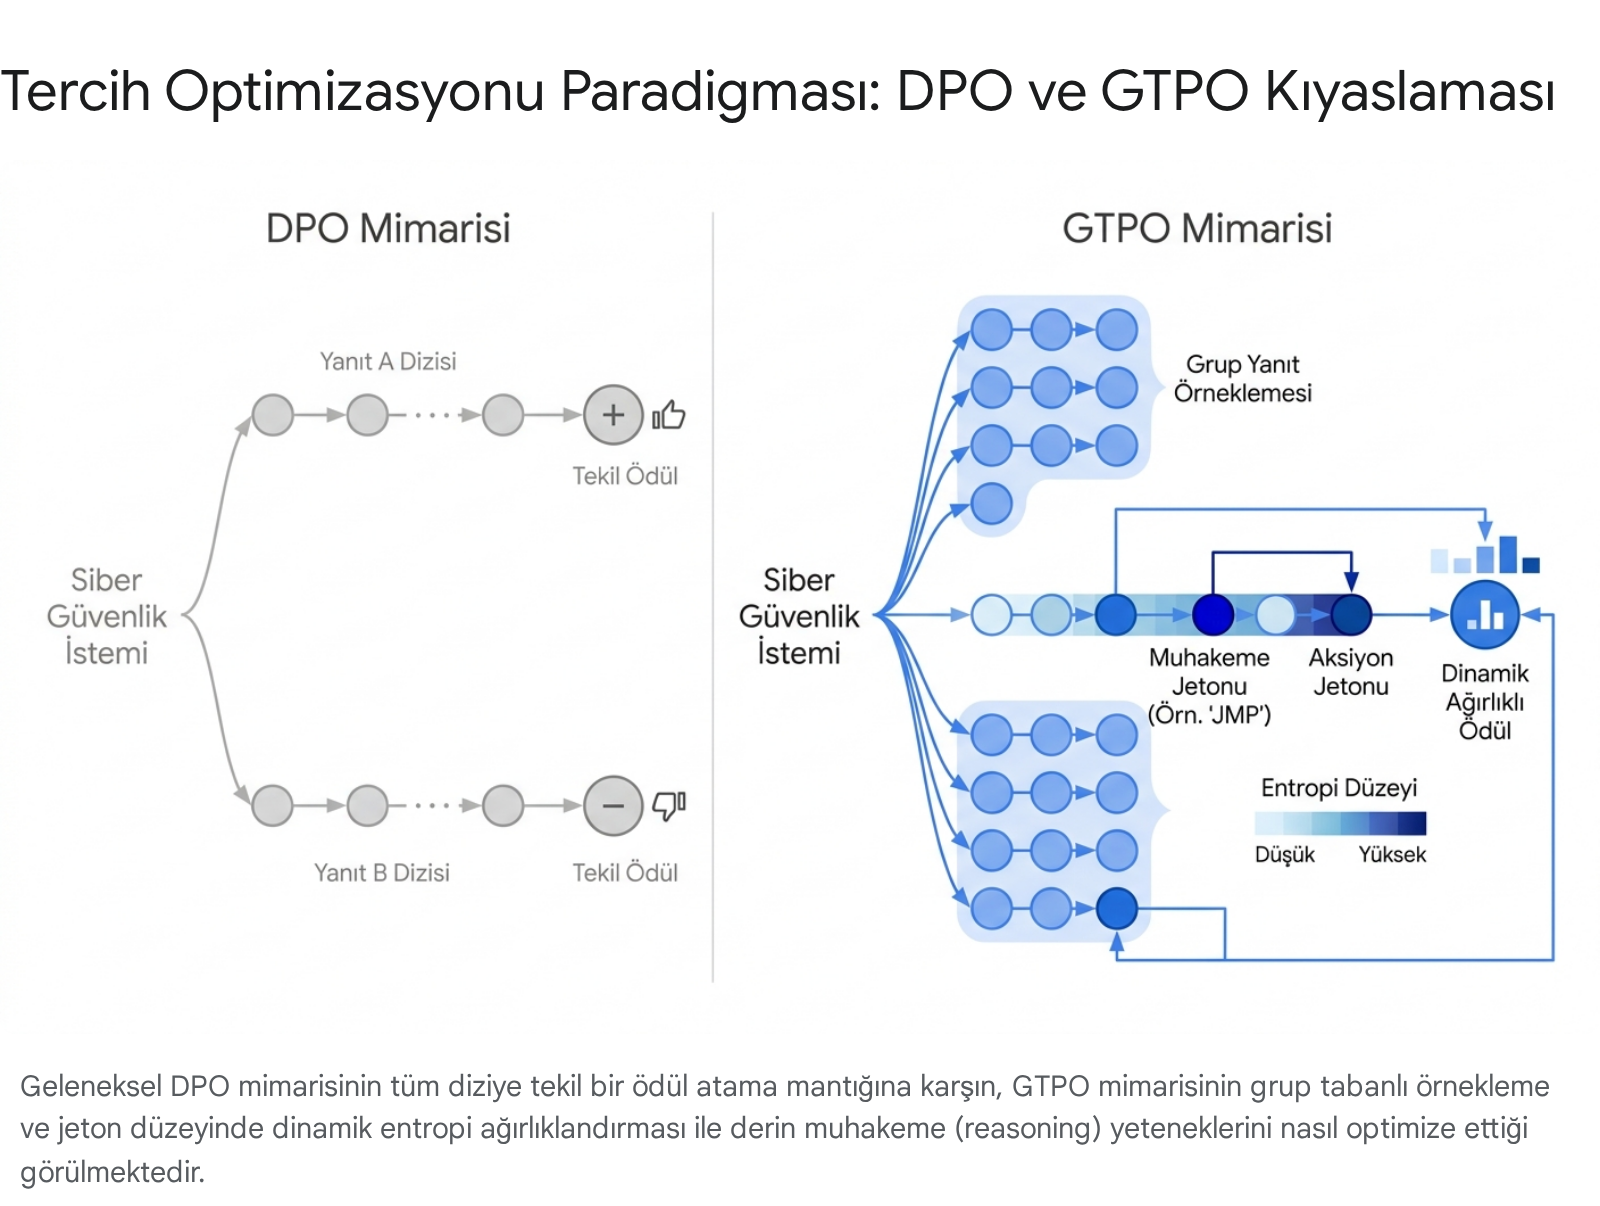 Tercih Optimizasyonu Paradigması: DPO ve GTPO Kıyaslaması
DPO Mimarisi
Yanıt A Dizisi
+
Tekil Ödül
Siber
Güvenlik
İstemi
−
Yanıt B Dizisi
Tekil Ödül
GTPO Mimarisi
Grup Yanıt
Örneklemesi
Siber
Güvenlik
İstemi
Muhakeme
Jetonu
(Örn. 'JMP')
Aksiyon
Jetonu
Dinamik
Ağırlıklı
Ödül
Entropi Düzeyi
Düşük
Yüksek
Geleneksel DPO mimarisinin tüm diziye tekil bir ödül atama mantığına karşın, GTPO mimarisinin grup tabanlı örnekleme
ve jeton düzeyinde dinamik entropi ağırlıklandırması ile derin muhakeme (reasoning) yeteneklerini nasıl optimize ettiği
görülmektedir.